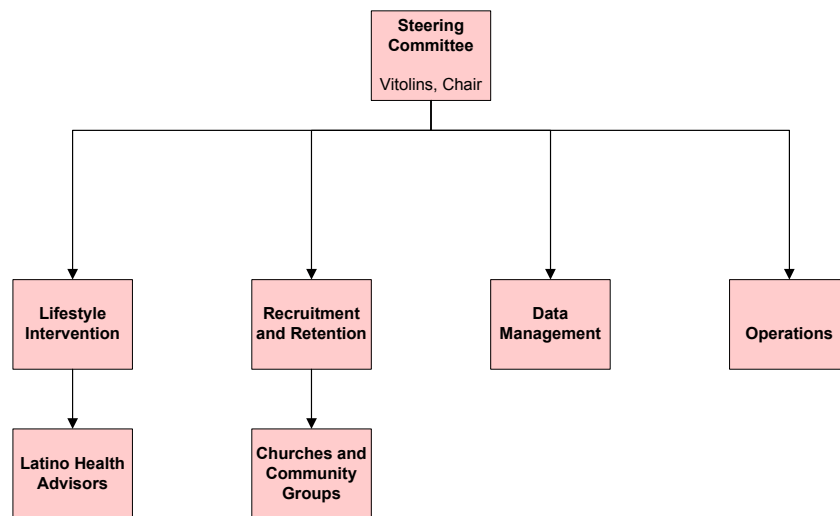 Steering
Committee
Vitolins, Chair
Lifestyle
Intervention
Recruitment
and Retention
Data
Management
Operations
Latino Health
Advisors
Churches and
Community
Groups